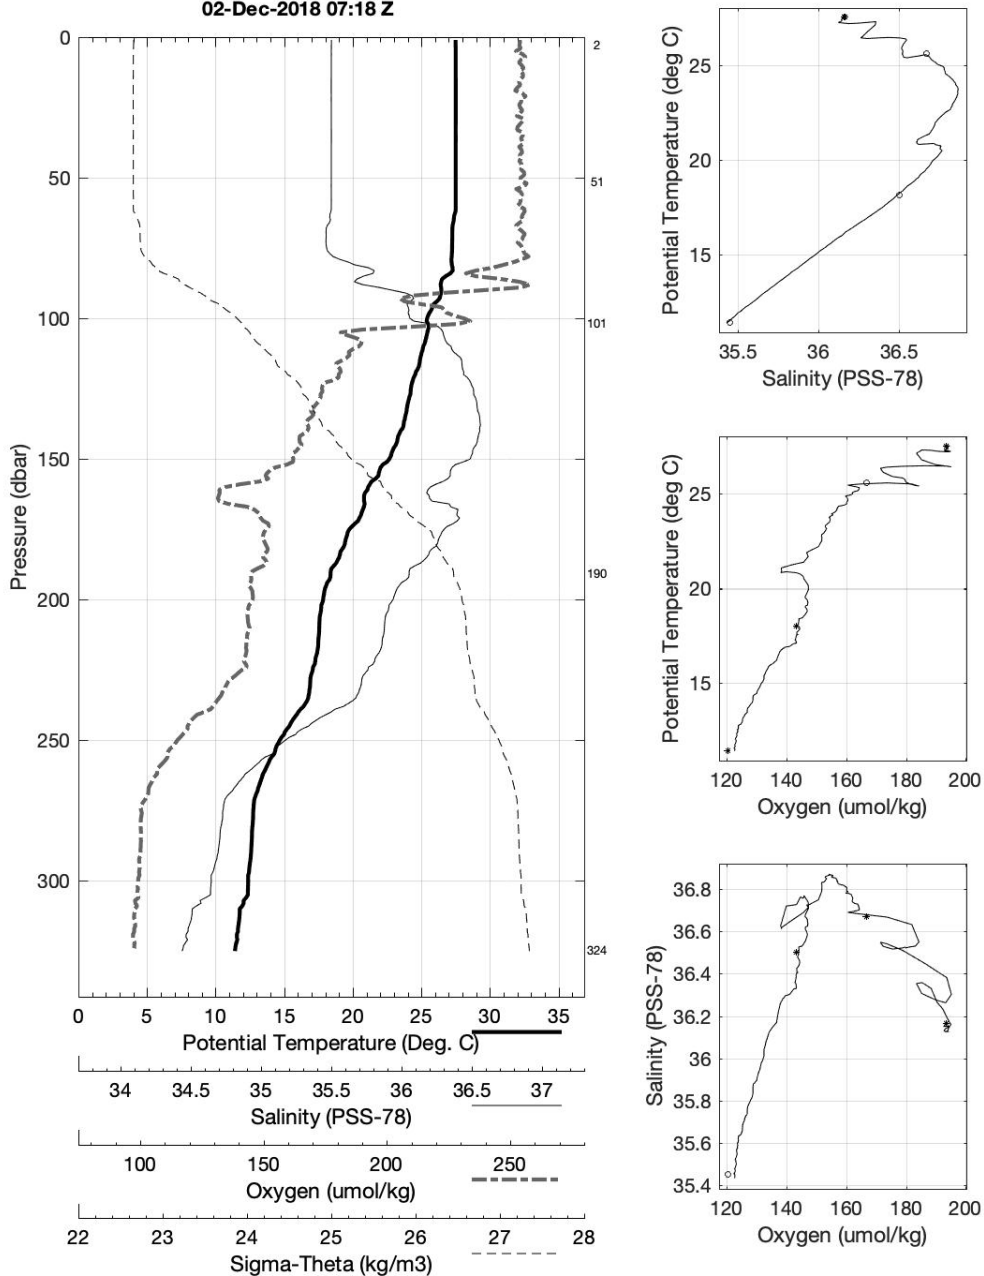 02-Dec-2018 07:18 Z
0
50
100
150
200
250
300
Pressure (dbar)
2
51
101
190
324
0 5 10 15 20 25 30 35
Potential Temperature (Deg. C)
34 34.5 35 35.5 36 36.5 37
Salinity (PSS-78)
100 150 200 250
Oxygen (umol/kg)
22 23 24 25 26 27 28
Sigma-Theta (kg/m3)
Potential Temperature (deg C)
25
20
15
35.5 36 36.5
Salinity (PSS-78)
Potential Temperature (deg C)
25
20
15
120 140 160 180 200
Oxygen (umol/kg)
Salinity (PSS-78)
36.8
36.6
36.4
36.2
36
35.8
35.6
35.4
120 140 160 180 200
Oxygen (umol/kg)